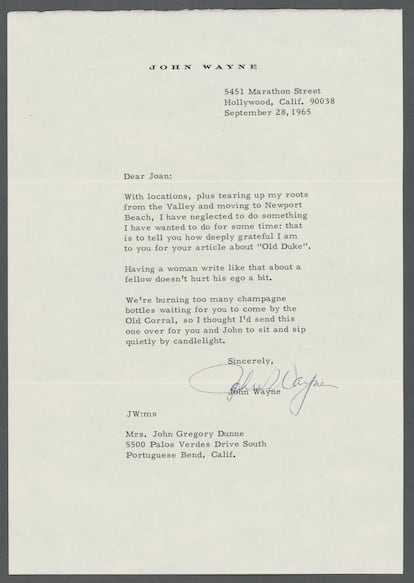 JOHN WAYNE
5451 Marathon Street
Hollywood, Calif. 90038
September 28, 1965
Dear Joan:
With locations, plus tearing up my roots
from the Valley and moving to Newport
Beach, I have neglected to do something
I have wanted to do for some time: that
is to tell you how deeply grateful I am
to you for your article about "Old Duke".
Having a woman write like that about a
fellow doesn't hurt his ego a bit.
We're burning too many champagne
bottles waiting for you to come by the
Old Corral, so I thought I'd send this
one over for you and John to sit and sip
quietly by candlelight.
Sincerely,
John Wayne
John Wayne
JW:ms
Mrs. John Gregory Dunne
5500 Palos Verdes Drive South
Portuguese Bend, Calif.